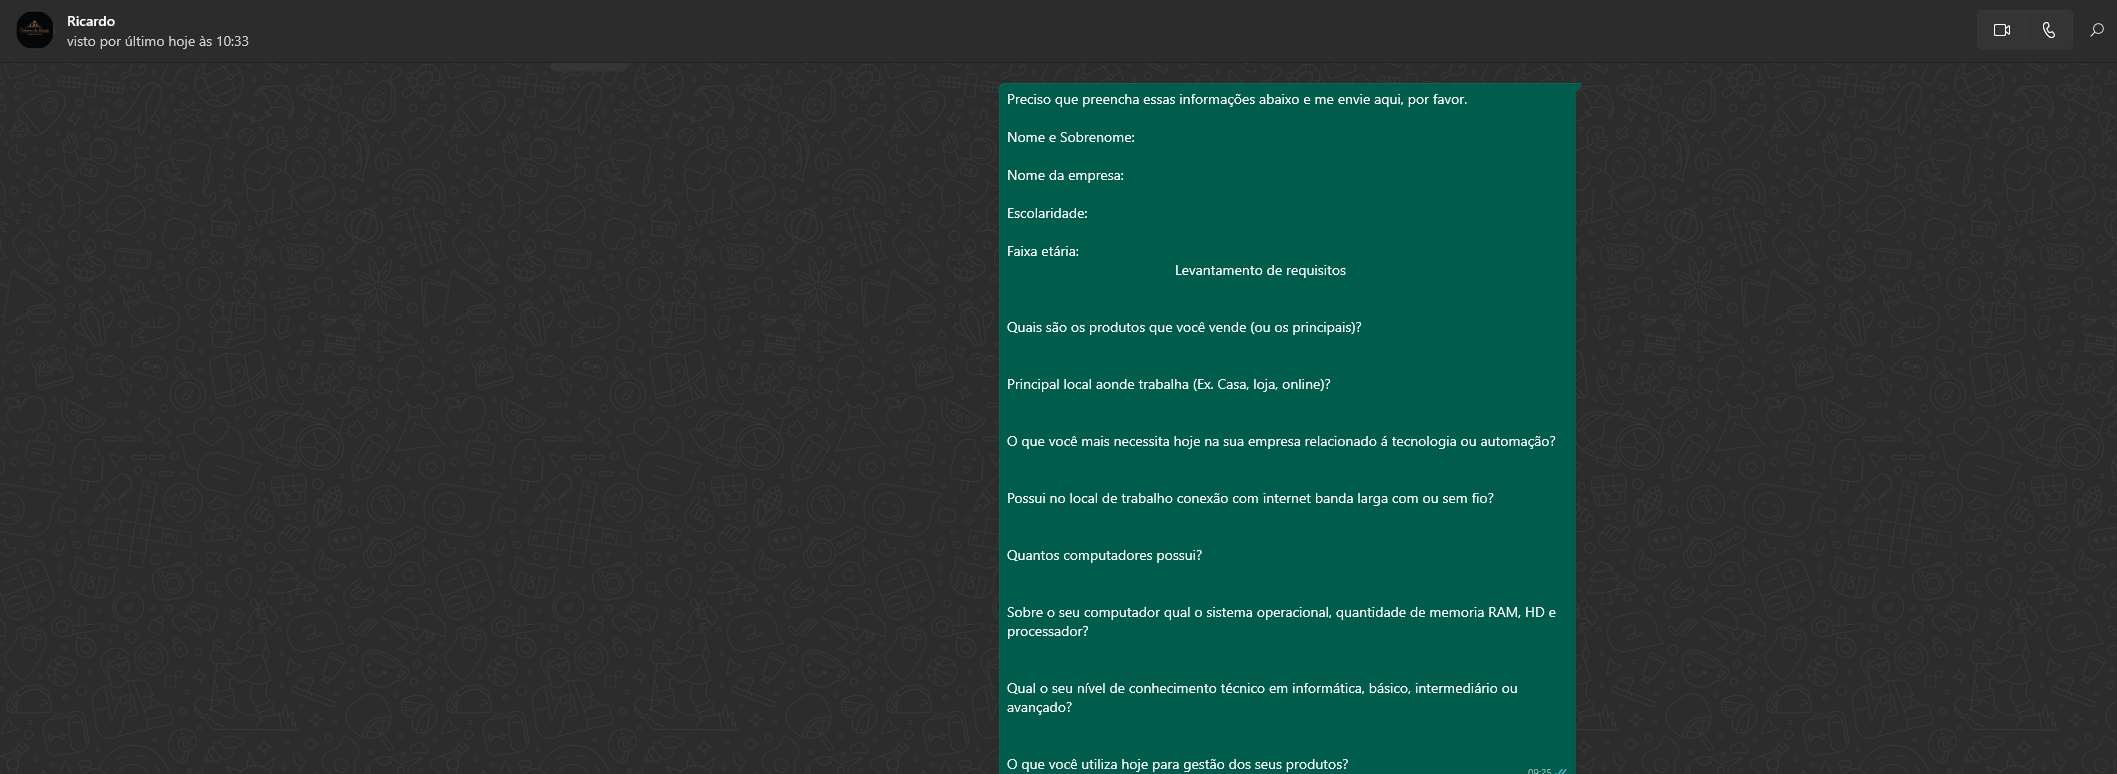 Ricardo
visto por último hoje às 10:33
Preciso que preencha essas informações abaixo e me envie aqui, por favor.
Nome e Sobrenome:
Nome da empresa:
Escolaridade:
Faixa etária:
Levantamento de requisitos
Quais são os produtos que você vende (ou os principais)?
Principal local aonde trabalha (Ex. Casa, loja, online)?
O que você mais necessita hoje na sua empresa relacionado á tecnologia ou automação?
Possui no local de trabalho conexão com internet banda larga com ou sem fio?
Quantos computadores possui?
Sobre o seu computador qual o sistema operacional, quantidade de memoria RAM, HD e
processador?
Qual o seu nível de conhecimento técnico em informática, básico, intermediário ou
avançado?
O que você utiliza hoje para gestão dos seus produtos?
09:25